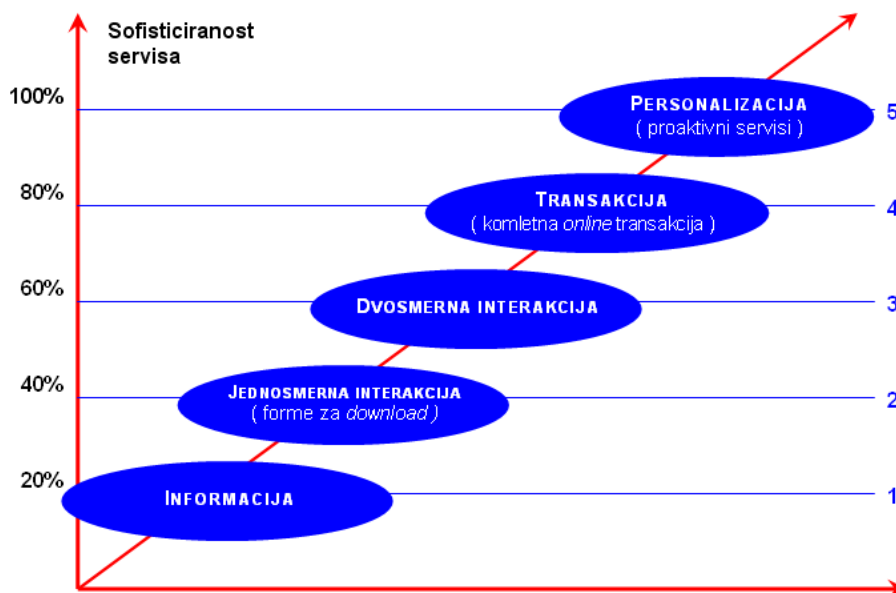 Sofisticiranost
servisa
100%
PERSONALIZACIJA
( proaktivni servisi )
5
80%
TRANSAKCIJA
( komletna online transakcija )
4
60%
DVOSMERNA INTERAKCIJA
3
40%
JEDNOSMERNA INTERAKCIJA
( forme za download )
2
20%
INFORMACIJA
1